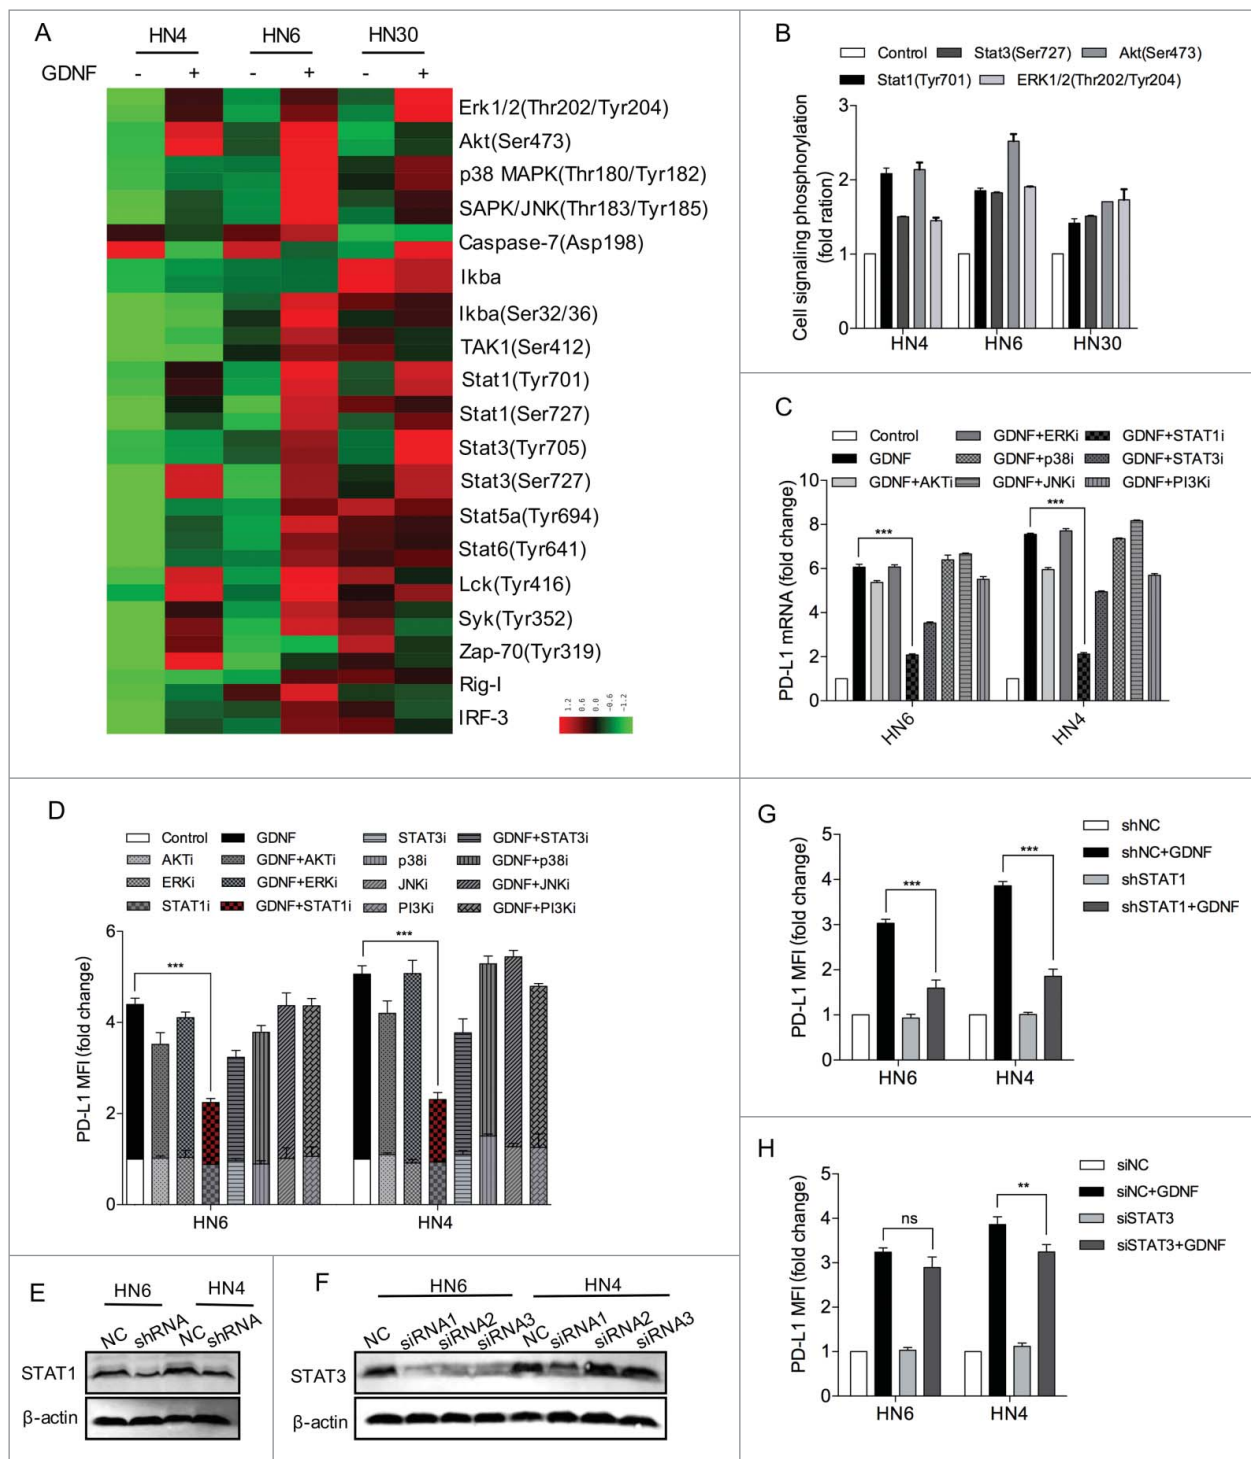 A
HN4 HN6 HN30
GDNF - + - + - +
Erk1/2(Thr202/Tyr204)
Akt(Ser473)
p38 MAPK(Thr180/Tyr182)
SAPK/JNK(Thr183/Tyr185)
Caspase-7(Asp198)
Ikba
Ikba(Ser32/36)
TAK1(Ser412)
Stat1(Tyr701)
Stat1(Ser727)
Stat3(Tyr705)
Stat3(Ser727)
Stat5a(Tyr694)
Stat6(Tyr641)
Lck(Tyr416)
Syk(Tyr352)
Zap-70(Tyr319)
Rig-I
IRF-3
1.2 0.6 0.0 -0.6 -1.2
B
Control Stat3(Ser727) Akt(Ser473)
Stat1(Tyr701) ERK1/2(Thr202/Tyr204)
Cell signaling phosphorylation
(fold ration)
3
2
1
0
HN4 HN6 HN30
C
Control GDNF+ERKi GDNF+STAT1i
GDNF GDNF+p38i GDNF+STAT3i
GDNF+AKTi GDNF+JNKi GDNF+PI3Ki
PD-L1 mRNA (fold change)
10
8
6
4
2
0
*** ***
HN6 HN4
D
Control GDNF STAT3i GDNF+STAT3i
AKTi GDNF+AKTi p38i GDNF+p38i
ERKi GDNF+ERKi JNKi GDNF+JNKi
STAT1i GDNF+STAT1i PI3Ki GDNF+PI3Ki
PD-L1 MFI (fold change)
6
4
2
0
*** ***
HN6 HN4
E
HN6 HN4
NC shRNA NC shRNA
STAT1
β-actin
F
HN6 HN4
NC siRNA1 siRNA2 siRNA3 NC siRNA1 siRNA2 siRNA3
STAT3
β-actin
G
shNC
shNC+GDNF
shSTAT1
shSTAT1+GDNF
PD-L1 MFI (fold change)
5
4
3
2
1
0
*** ***
HN6 HN4
H
siNC
siNC+GDNF
siSTAT3
siSTAT3+GDNF
PD-L1 MFI (fold change)
5
4
3
2
1
0
ns **
HN6 HN4